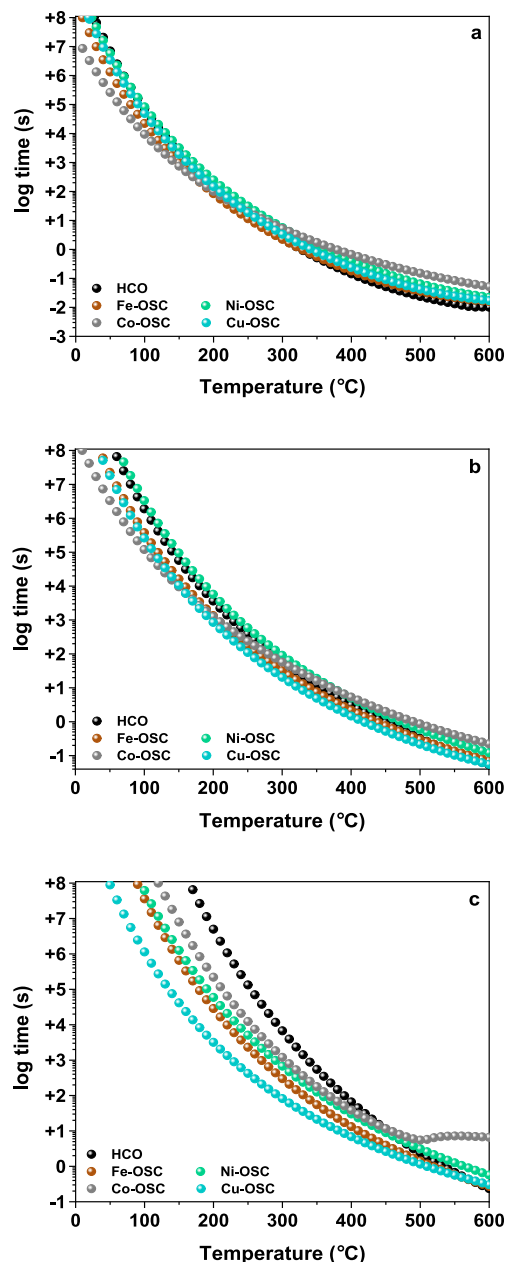 a
+8
+7
+6
+5
+4
+3
+2
+1
0
−1
−2
−3
log time (s)
HCO
Fe-OSC Ni-OSC
Co-OSC Cu-OSC
0 100 200 300 400 500 600
Temperature (°C)
b
+8
+7
+6
+5
+4
+3
+2
+1
0
−1
log time (s)
HCO
Fe-OSC Ni-OSC
Co-OSC Cu-OSC
0 100 200 300 400 500 600
Temperature (°C)
c
+8
+7
+6
+5
+4
+3
+2
+1
0
−1
log time (s)
HCO
Fe-OSC Ni-OSC
Co-OSC Cu-OSC
0 100 200 300 400 500 600
Temperature (°C)